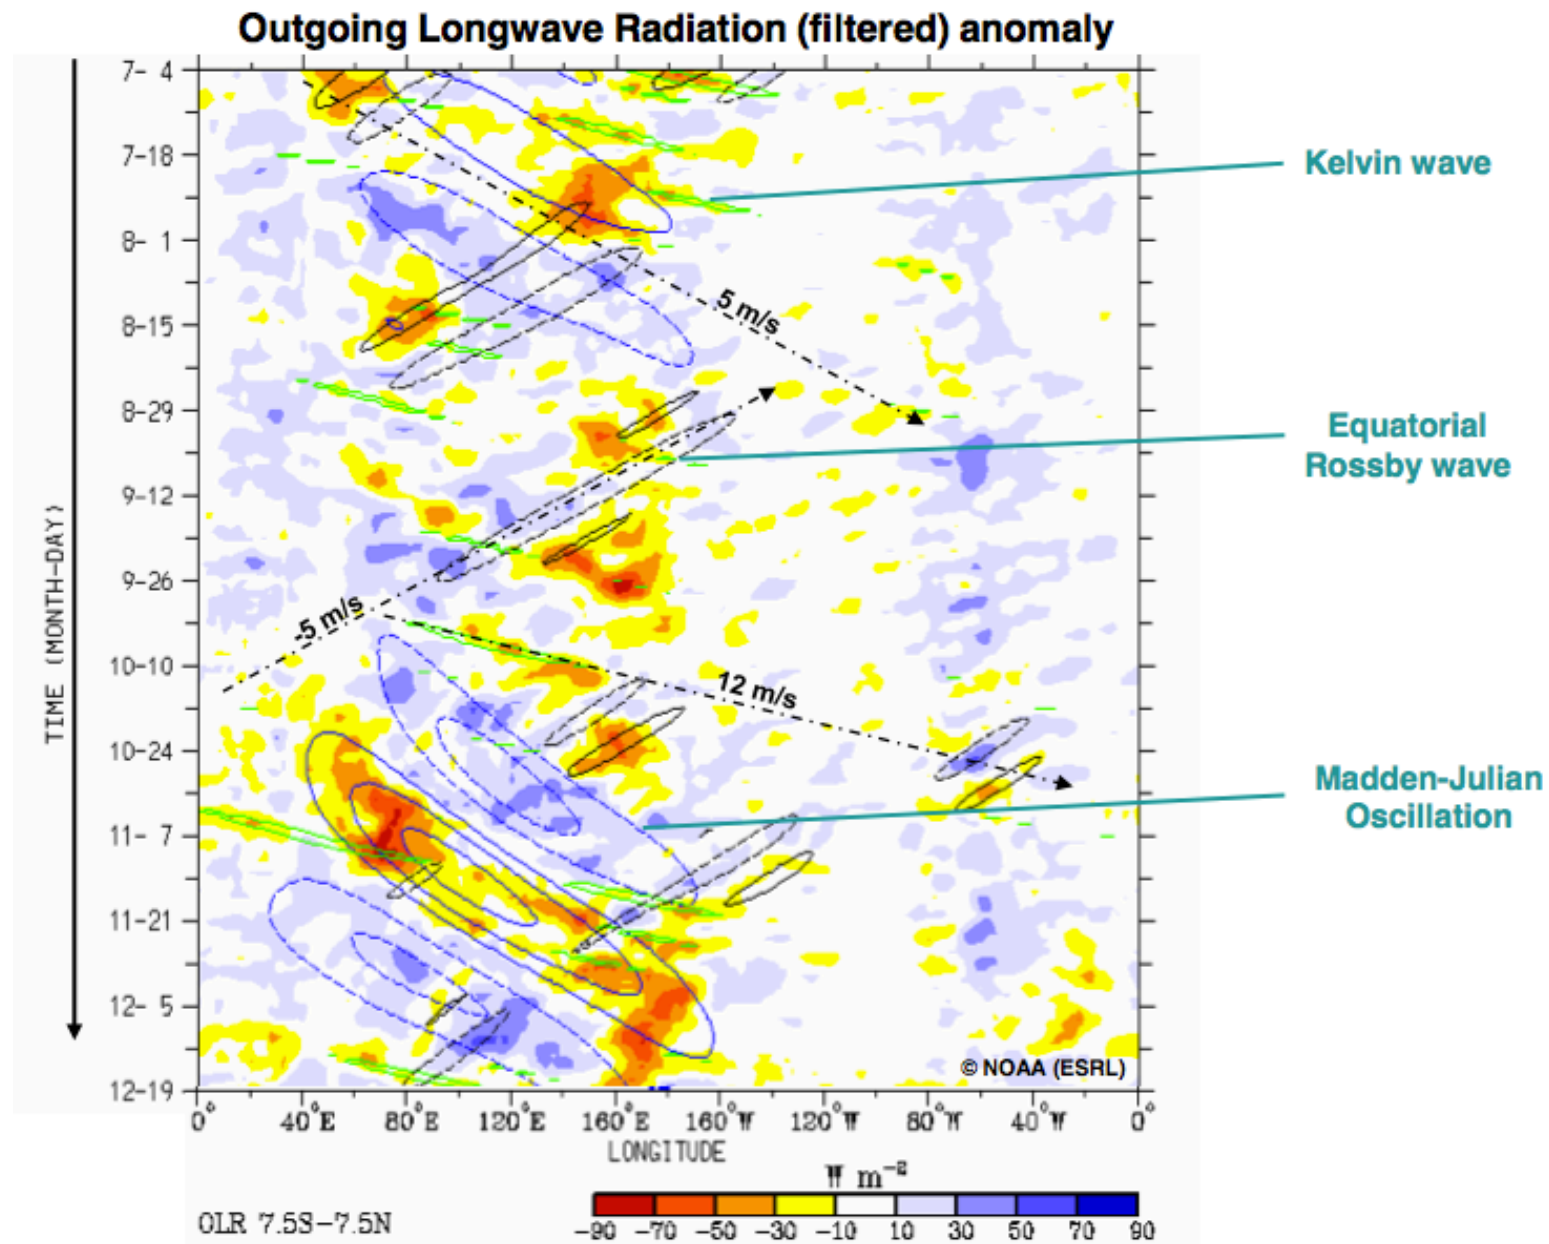 Outgoing Longwave Radiation (filtered) anomaly
7- 4
7-18
8- 1
8-15
8-29
9-12
9-26
10-10
10-24
11- 7
11-21
12- 5
12-19
TIME (MONTH-DAY)
5 m/s
-5 m/s
12 m/s
Kelvin wave
Equatorial
Rossby wave
Madden-Julian
Oscillation
© NOAA (ESRL)
0° 40°E 80°E 120°E 160°E 160°W 120°W 80°W 40°W 0°
LONGITUDE
W m⁻²
-90 -70 -50 -30 -10 10 30 50 70 90
OLR 7.5S-7.5N